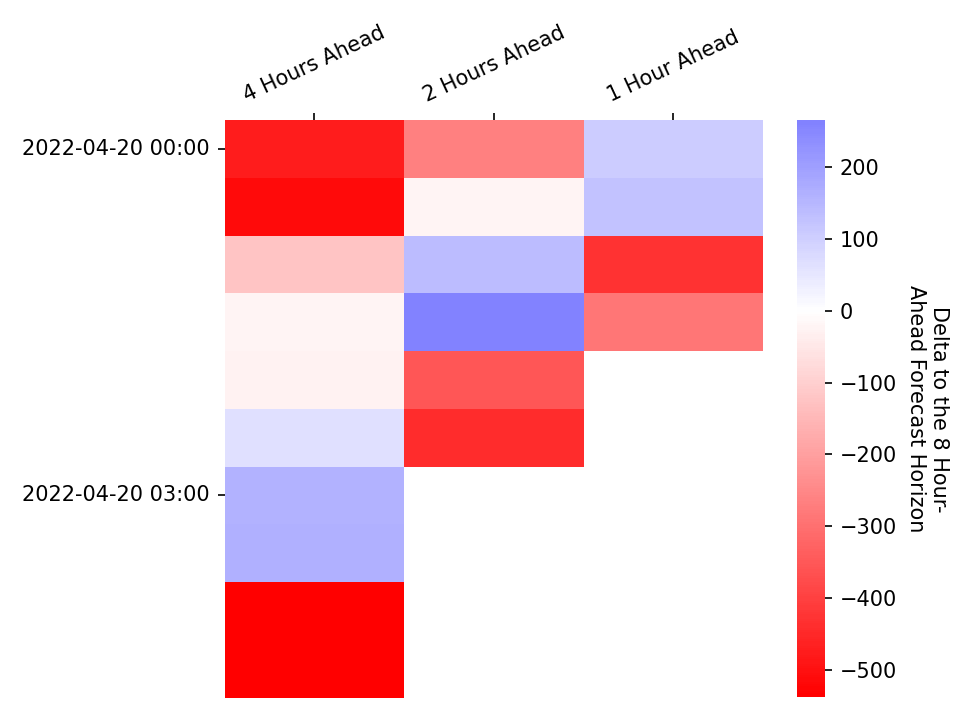 4 Hours Ahead
2 Hours Ahead
1 Hour Ahead
2022-04-20 00:00
2022-04-20 03:00
200
100
0
−100
−200
−300
−400
−500
Delta to the 8 Hour-
Ahead Forecast Horizon